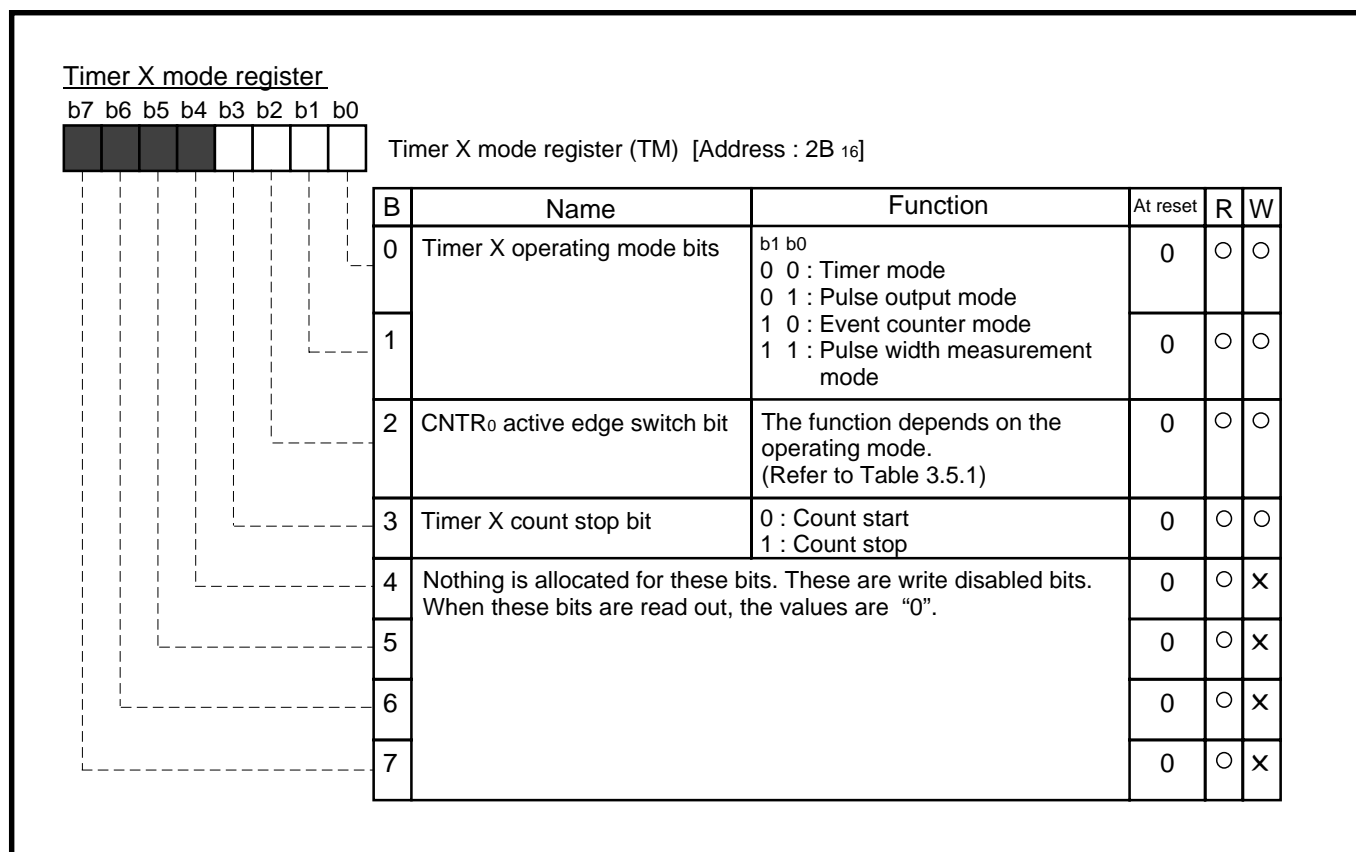 Timer X mode register
b7 b6 b5 b4 b3 b2 b1 b0
Timer X mode register (TM) [Address : 2B 16]
B Name Function At reset R W
0 Timer X operating mode bits b1 b0 0 ○ ○
0 0 : Timer mode
0 1 : Pulse output mode
1 0 : Event counter mode
1 1 1 : Pulse width measurement 0 ○ ○
mode
2 CNTR0 active edge switch bit The function depends on the 0 ○ ○
operating mode.
(Refer to Table 3.5.1)
3 Timer X count stop bit 0 : Count start 0 ○ ○
1 : Count stop
4 Nothing is allocated for these bits. These are write disabled bits. 0 ○ ×
When these bits are read out, the values are “0”.
5 0 ○ ×
6 0 ○ ×
7 0 ○ ×